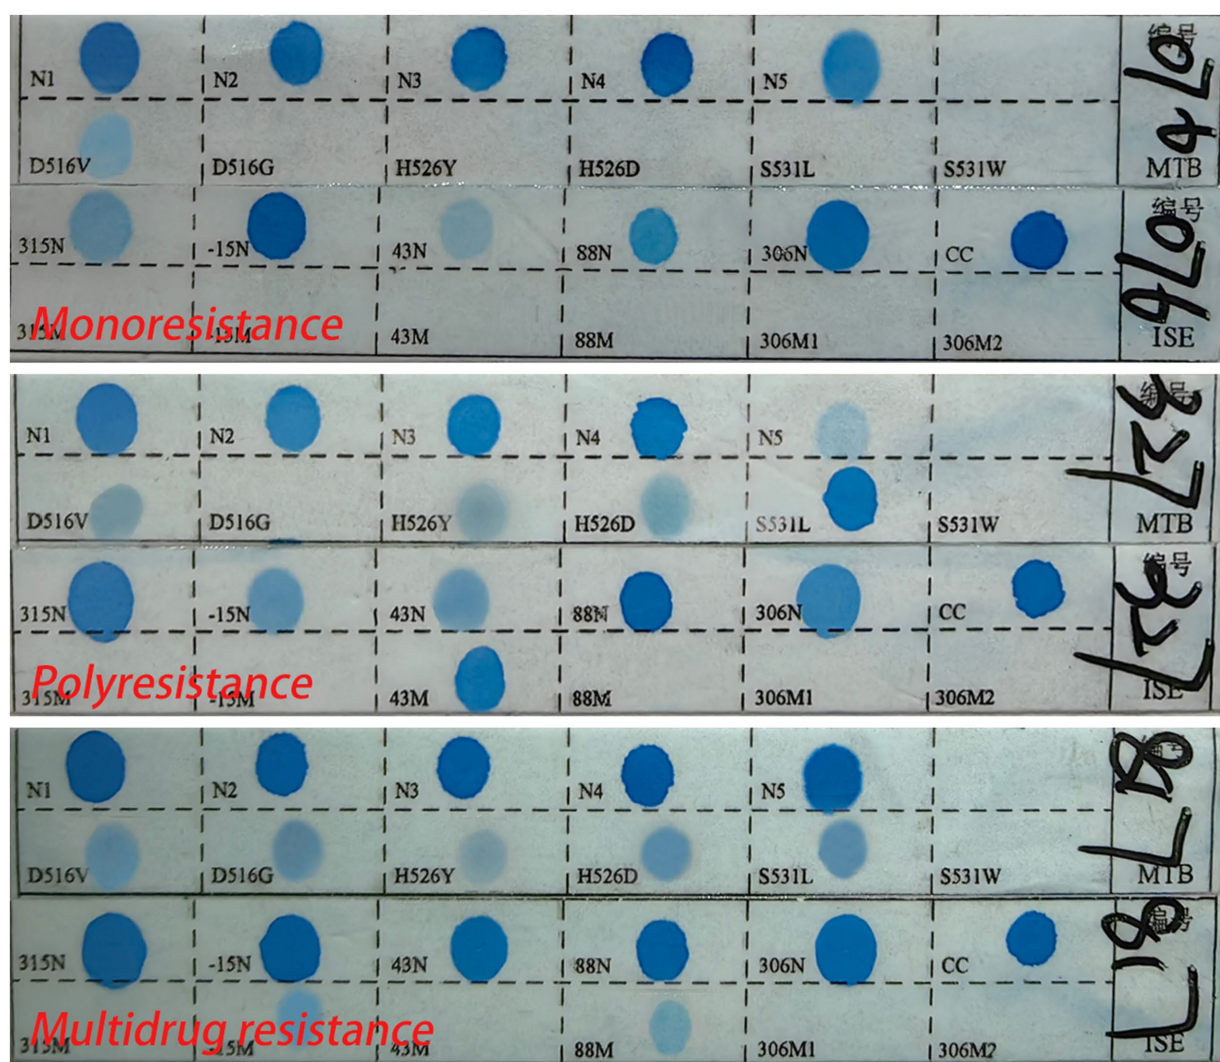 N1 N2 N3 N4 N5 编号
D516V D516G H526Y H526D S531L S531W MTB
315N -15N 43N 88N 306N CC 编号
315M -15M 43M 88M 306M1 306M2 ISE
Monoresistance
N1 N2 N3 N4 N5 编号
D516V D516G H526Y H526D S531L S531W MTB
315N -15N 43N 88N 306N CC 编号
315M -15M 43M 88M 306M1 306M2 ISE
Polyresistance
N1 N2 N3 N4 N5 编号
D516V D516G H526Y H526D S531L S531W MTB
315N -15N 43N 88N 306N CC 编号
315M -15M 43M 88M 306M1 306M2 ISE
Multidrug resistance